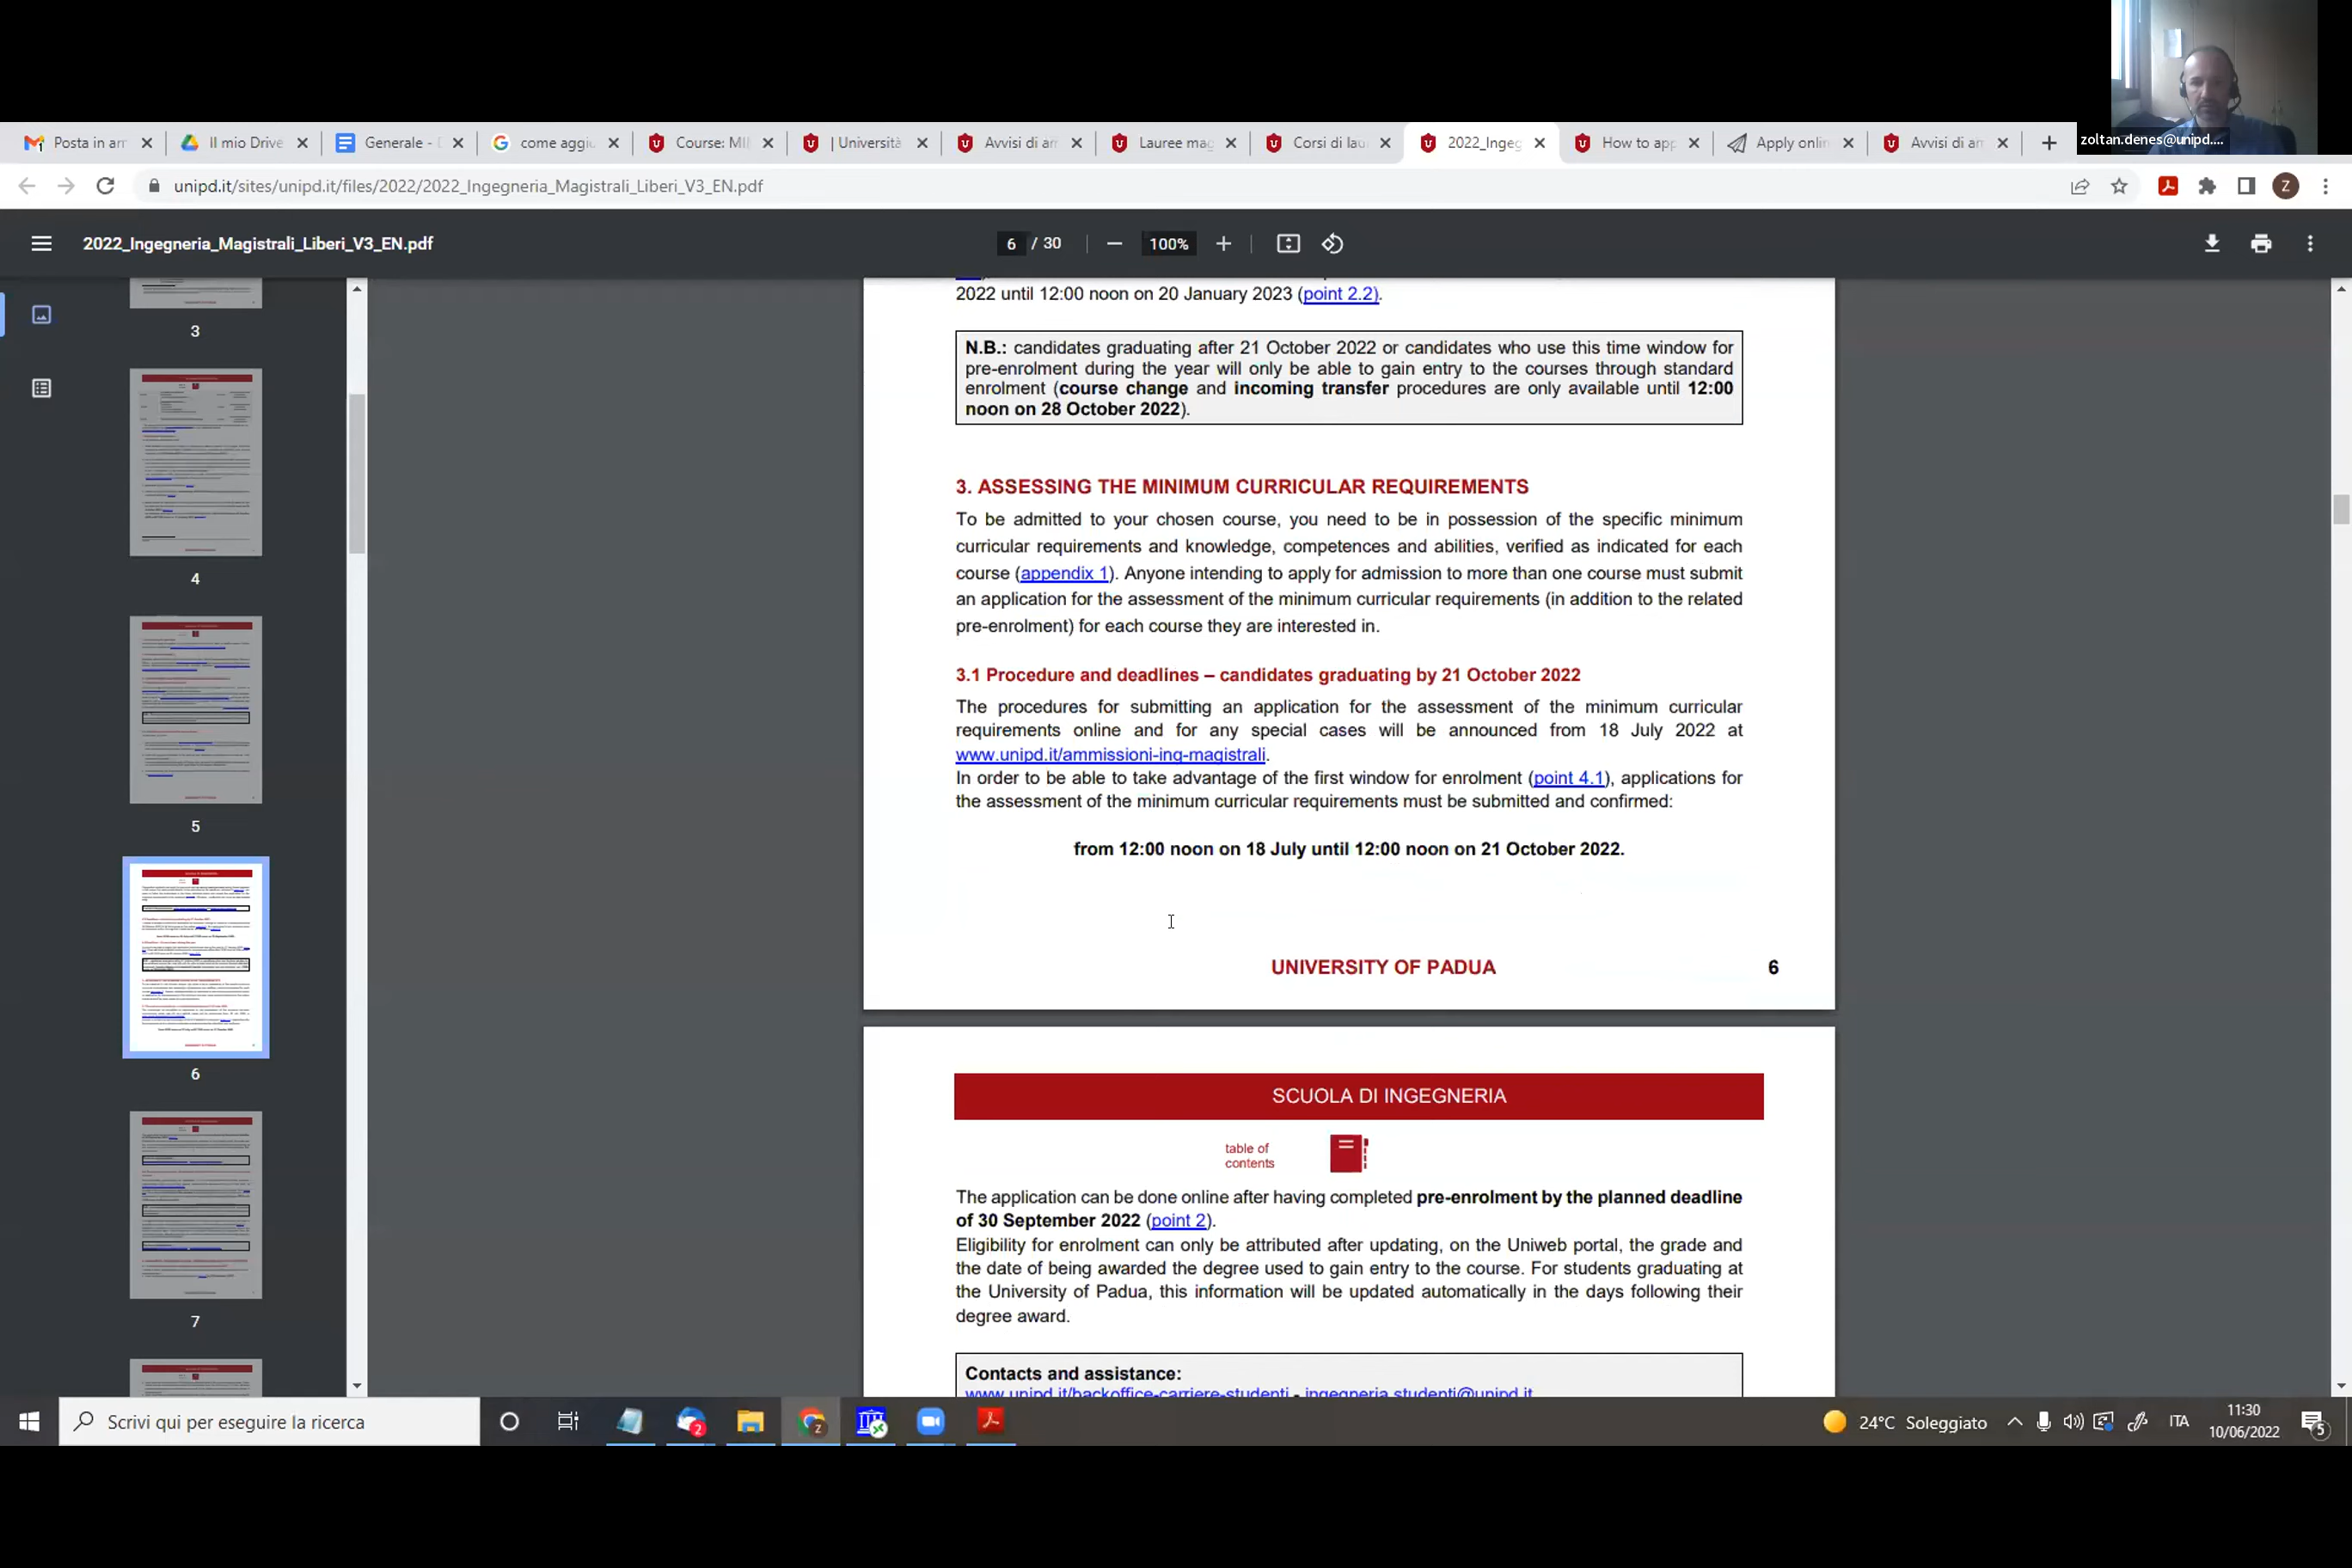 zoltan.denes@unipd....
Posta in arr
Il mio Drive
Generale -
come aggiu
Course: MI
| Università
Avvisi di am
Lauree mag
Corsi di lau
2022_Ingeg
How to app
Apply onlin
Avvisi di am
unipd.it/sites/unipd.it/files/2022/2022_Ingegneria_Magistrali_Liberi_V3_EN.pdf
Z
2022_Ingegneria_Magistrali_Liberi_V3_EN.pdf
6 / 30
100%
3
4
5
6
7
2022 until 12:00 noon on 20 January 2023 (point 2.2).
N.B.: candidates graduating after 21 October 2022 or candidates who use this time window for
pre-enrolment during the year will only be able to gain entry to the courses through standard
enrolment (course change and incoming transfer procedures are only available until 12:00
noon on 28 October 2022).
3. ASSESSING THE MINIMUM CURRICULAR REQUIREMENTS
To be admitted to your chosen course, you need to be in possession of the specific minimum
curricular requirements and knowledge, competences and abilities, verified as indicated for each
course (appendix 1). Anyone intending to apply for admission to more than one course must submit
an application for the assessment of the minimum curricular requirements (in addition to the related
pre-enrolment) for each course they are interested in.
3.1 Procedure and deadlines – candidates graduating by 21 October 2022
The procedures for submitting an application for the assessment of the minimum curricular
requirements online and for any special cases will be announced from 18 July 2022 at
www.unipd.it/ammissioni-ing-magistrali.
In order to be able to take advantage of the first window for enrolment (point 4.1), applications for
the assessment of the minimum curricular requirements must be submitted and confirmed:
from 12:00 noon on 18 July until 12:00 noon on 21 October 2022.
UNIVERSITY OF PADUA
6
SCUOLA DI INGEGNERIA
table of
contents
The application can be done online after having completed pre-enrolment by the planned deadline
of 30 September 2022 (point 2).
Eligibility for enrolment can only be attributed after updating, on the Uniweb portal, the grade and
the date of being awarded the degree used to gain entry to the course. For students graduating at
the University of Padua, this information will be updated automatically in the days following their
degree award.
Contacts and assistance:
www.unipd.it/backoffice-carriere-studenti - ingegneria.studenti@unipd.it
Scrivi qui per eseguire la ricerca
2
Z
24°C Soleggiato
ITA
11:30
10/06/2022
5